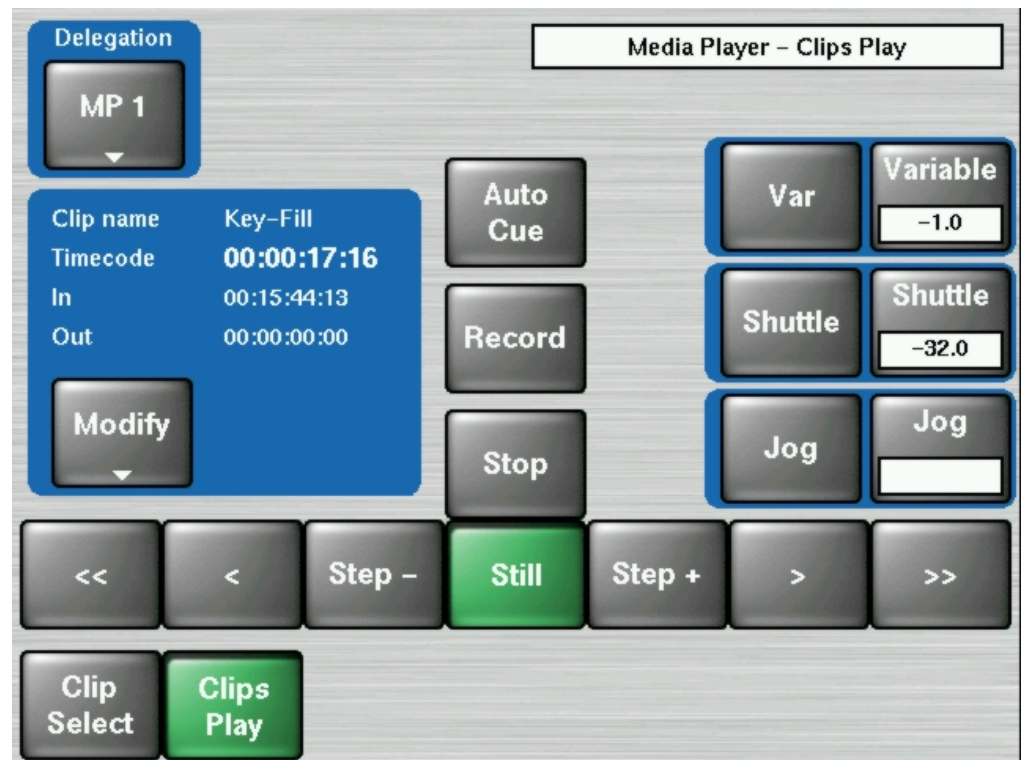 Delegation
MP 1
Media Player – Clips Play
Clip name Key–Fill
Timecode 00:00:17:16
In 00:15:44:13
Out 00:00:00:00
Modify
Auto
Cue
Record
Stop
Var
Variable
–1.0
Shuttle
Shuttle
–32.0
Jog
Jog
<<
<
Step –
Still
Step +
>
>>
Clip
Select
Clips
Play